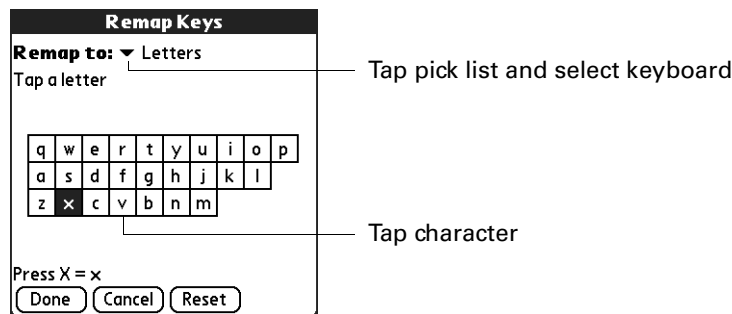 Remap Keys
Remap to: Letters
Tap a letter
Tap pick list and select keyboard
q w e r t y u i o p
a s d f g h j k l
z x c v b n m
Tap character
Press X = x
Done Cancel Reset